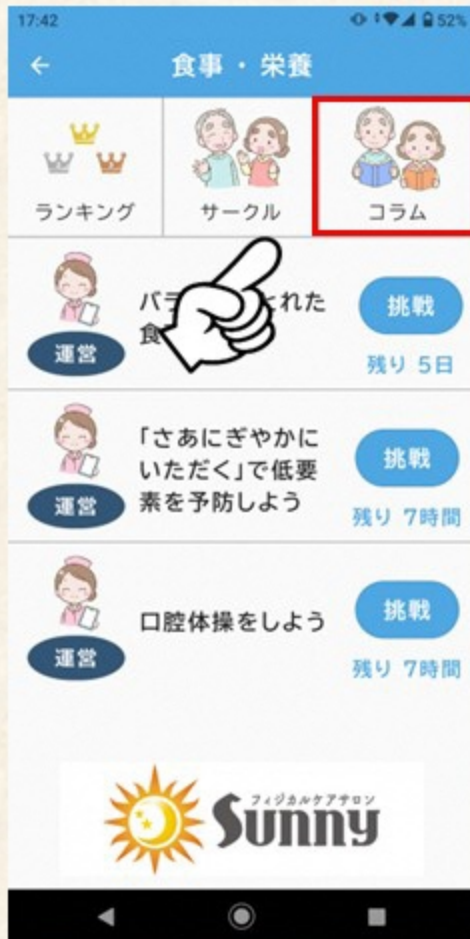 17:42
52%
食事・栄養
ランキング
サークル
コラム
運営
バ
れた
食
挑戦
残り 5日
運営
「さあにぎやかに
いただく」で低要
素を予防しよう
挑戦
残り 7時間
運営
口腔体操をしよう
挑戦
残り 7時間
フィジカルケアサロン
Sunny